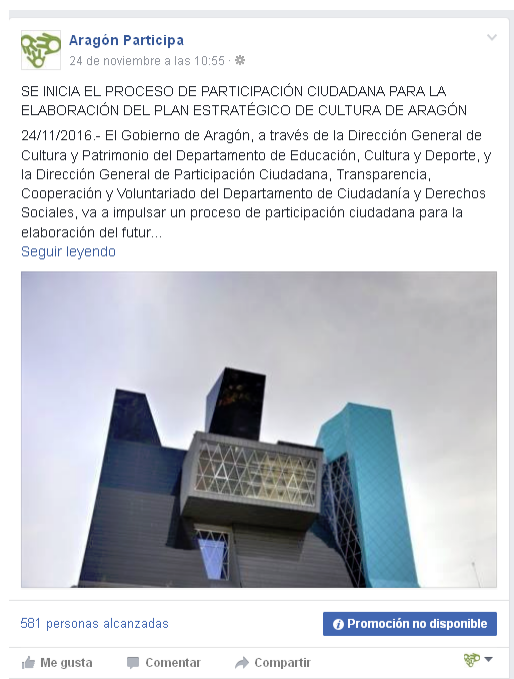 Aragón Participa
24 de noviembre a las 10:55 ·
SE INICIA EL PROCESO DE PARTICIPACIÓN CIUDADANA PARA LA
ELABORACIÓN DEL PLAN ESTRATÉGICO DE CULTURA DE ARAGÓN
24/11/2016.- El Gobierno de Aragón, a través de la Dirección General de
Cultura y Patrimonio del Departamento de Educación, Cultura y Deporte, y
la Dirección General de Participación Ciudadana, Transparencia,
Cooperación y Voluntariado del Departamento de Ciudadanía y Derechos
Sociales, va a impulsar un proceso de participación ciudadana para la
elaboración del futur...
Seguir leyendo
581 personas alcanzadas
Promoción no disponible
Me gusta Comentar Compartir